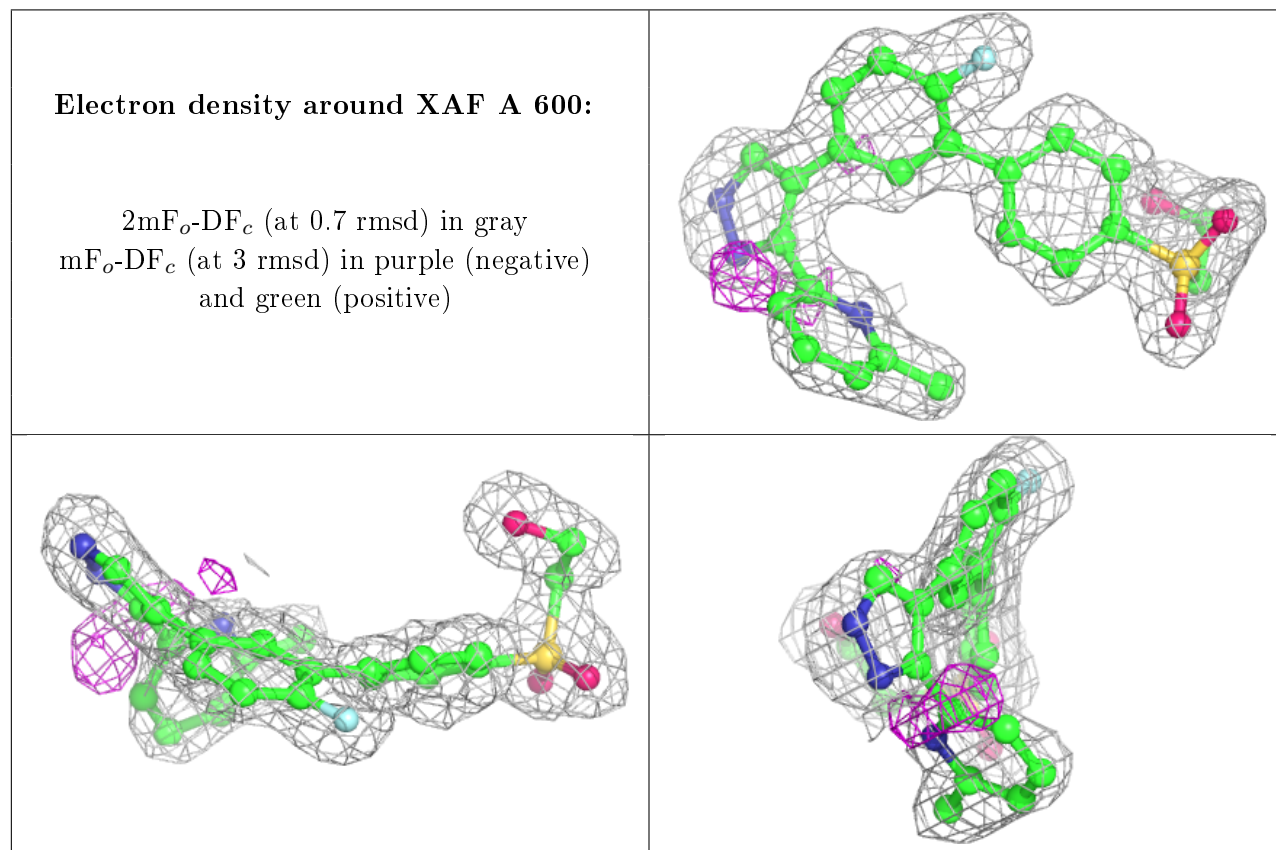 Electron density around XAF A 600:
2mFo-DFc (at 0.7 rmsd) in gray
mFo-DFc (at 3 rmsd) in purple (negative)
and green (positive)